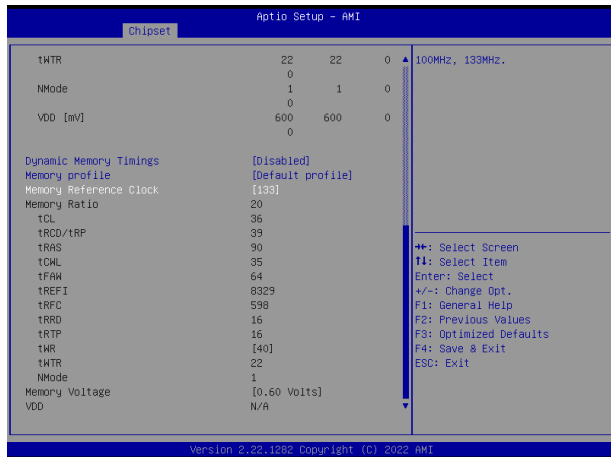 Aptio Setup - AMI
Chipset
tWTR 22 22 0
0
NMode 1 1 0
0
VDD [mV] 600 600 0
0
Dynamic Memory Timings [Disabled]
Memory profile [Default profile]
Memory Reference Clock [133]
Memory Ratio 20
tCL 36
tRCD/tRP 39
tRAS 90
tCWL 35
tFAW 64
tREFI 8329
tRFC 598
tRRD 16
tRTP 16
tWR [40]
tWTR 22
NMode 1
Memory Voltage [0.60 Volts]
VDD N/A
100MHz, 133MHz.
→←: Select Screen
↑↓: Select Item
Enter: Select
+/-: Change Opt.
F1: General Help
F2: Previous Values
F3: Optimized Defaults
F4: Save & Exit
ESC: Exit
Version 2.22.1282 Copyright (C) 2022 AMI